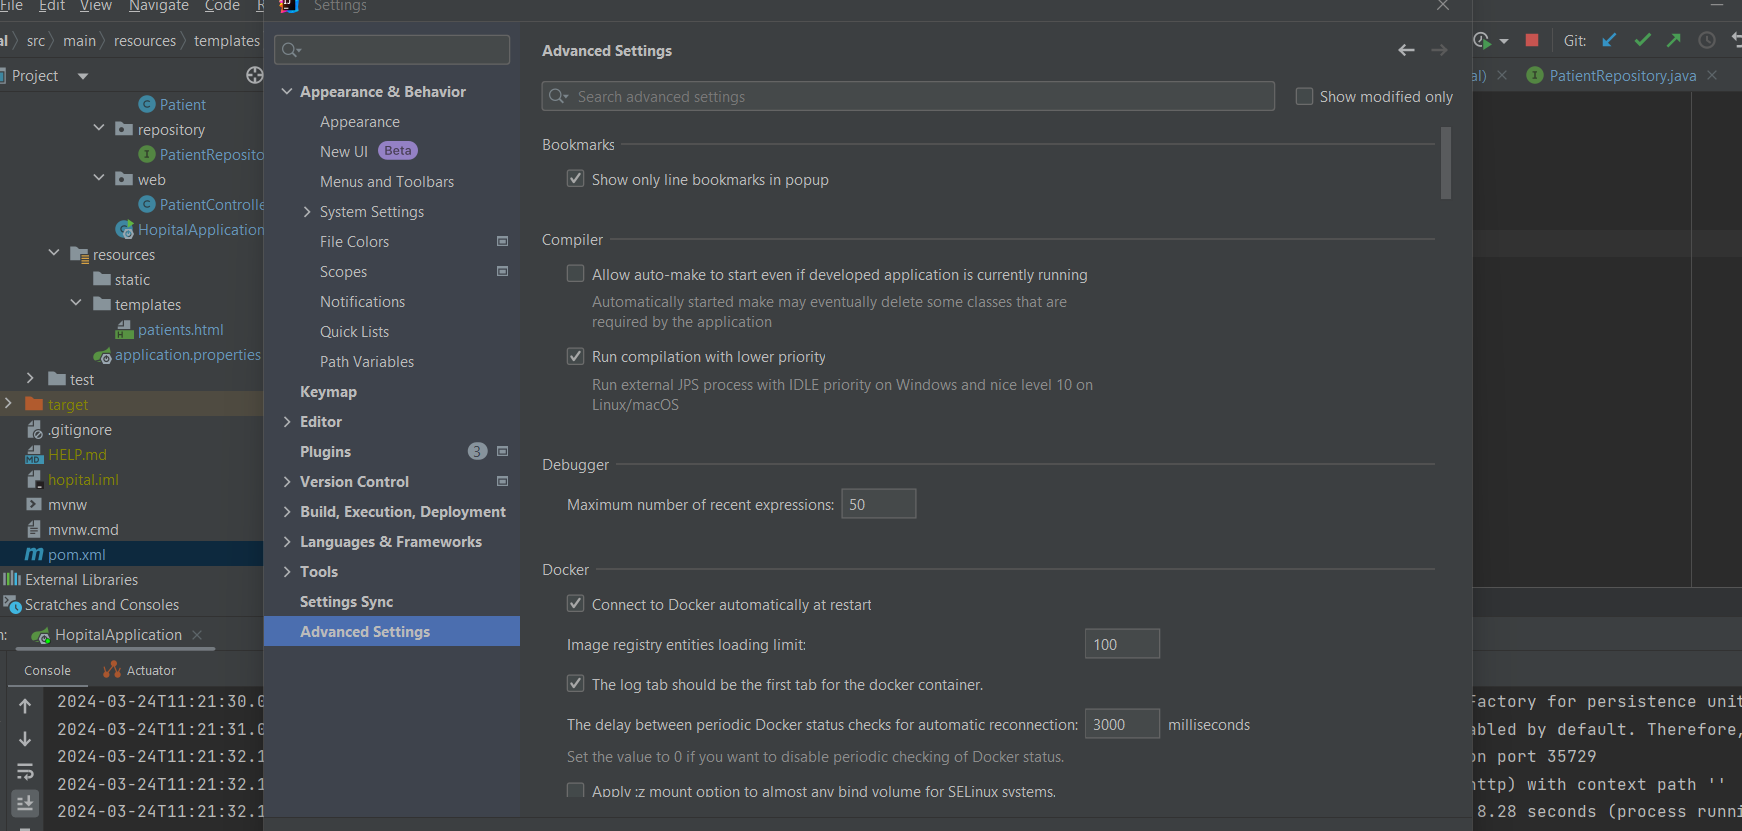 File Edit View Navigate Code R
Settings
al src main resources templates
Git:
Project
al) PatientRepository.java
Patient
repository
PatientReposito
web
PatientControlle
HopitalApplication
resources
static
templates
patients.html
application.properties
test
target
.gitignore
HELP.md
hopital.iml
mvnw
mvnw.cmd
pom.xml
External Libraries
Scratches and Consoles
n: HopitalApplication
Console Actuator
2024-03-24T11:21:30.0
2024-03-24T11:21:31.0
2024-03-24T11:21:32.1
2024-03-24T11:21:32.1
2024-03-24T11:21:32.1
Appearance & Behavior
Appearance
New UI Beta
Menus and Toolbars
System Settings
File Colors
Scopes
Notifications
Quick Lists
Path Variables
Keymap
Editor
Plugins 3
Version Control
Build, Execution, Deployment
Languages & Frameworks
Tools
Settings Sync
Advanced Settings
Advanced Settings
Search advanced settings Show modified only
Bookmarks
Show only line bookmarks in popup
Compiler
Allow auto-make to start even if developed application is currently running
Automatically started make may eventually delete some classes that are
required by the application
Run compilation with lower priority
Run external JPS process with IDLE priority on Windows and nice level 10 on
Linux/macOS
Debugger
Maximum number of recent expressions: 50
Docker
Connect to Docker automatically at restart
Image registry entities loading limit: 100
The log tab should be the first tab for the docker container.
The delay between periodic Docker status checks for automatic reconnection: 3000 milliseconds
Set the value to 0 if you want to disable periodic checking of Docker status.
Apply :z mount option to almost any bind volume for SELinux systems.
Factory for persistence unit
abled by default. Therefore,
on port 35729
http) with context path ''
8.28 seconds (process runni